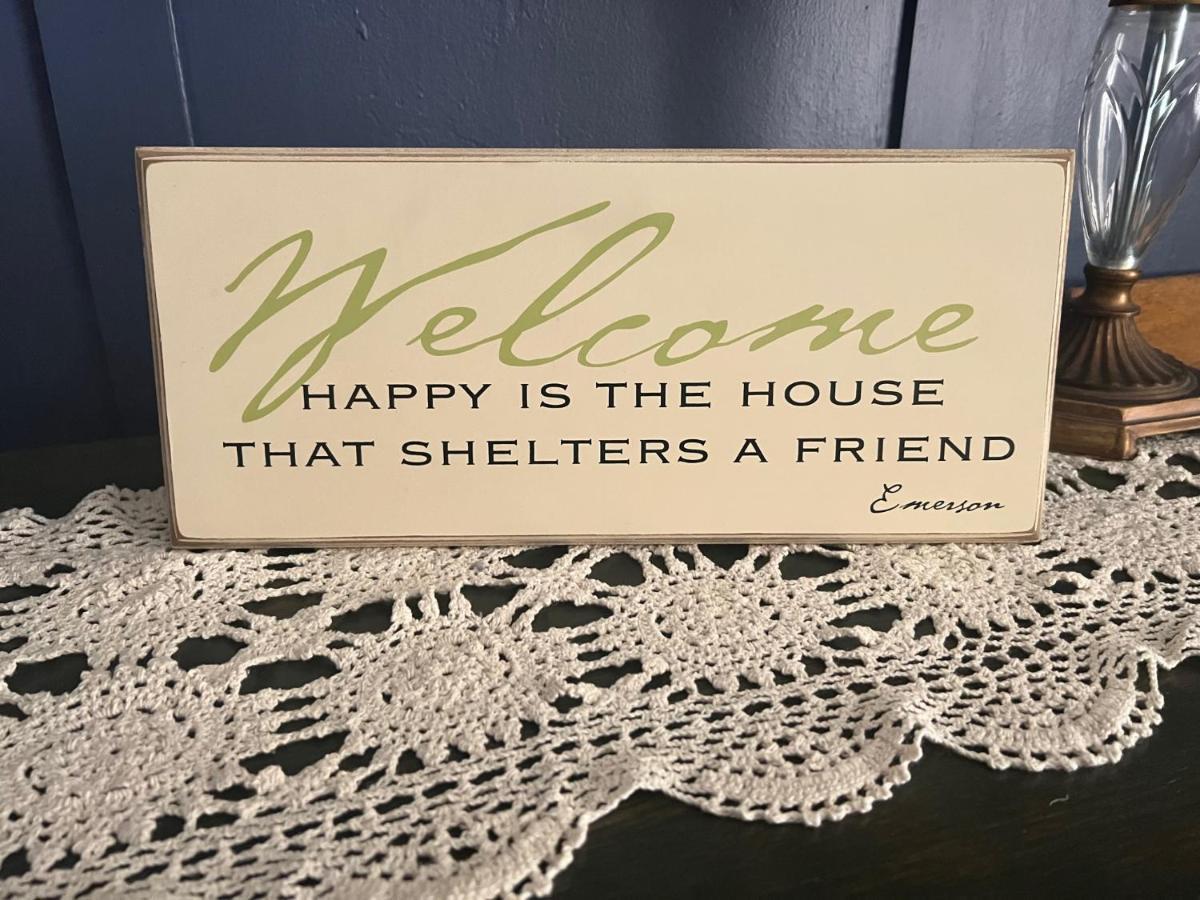 Welcome
HAPPY IS THE HOUSE
THAT SHELTERS A FRIEND
Emerson